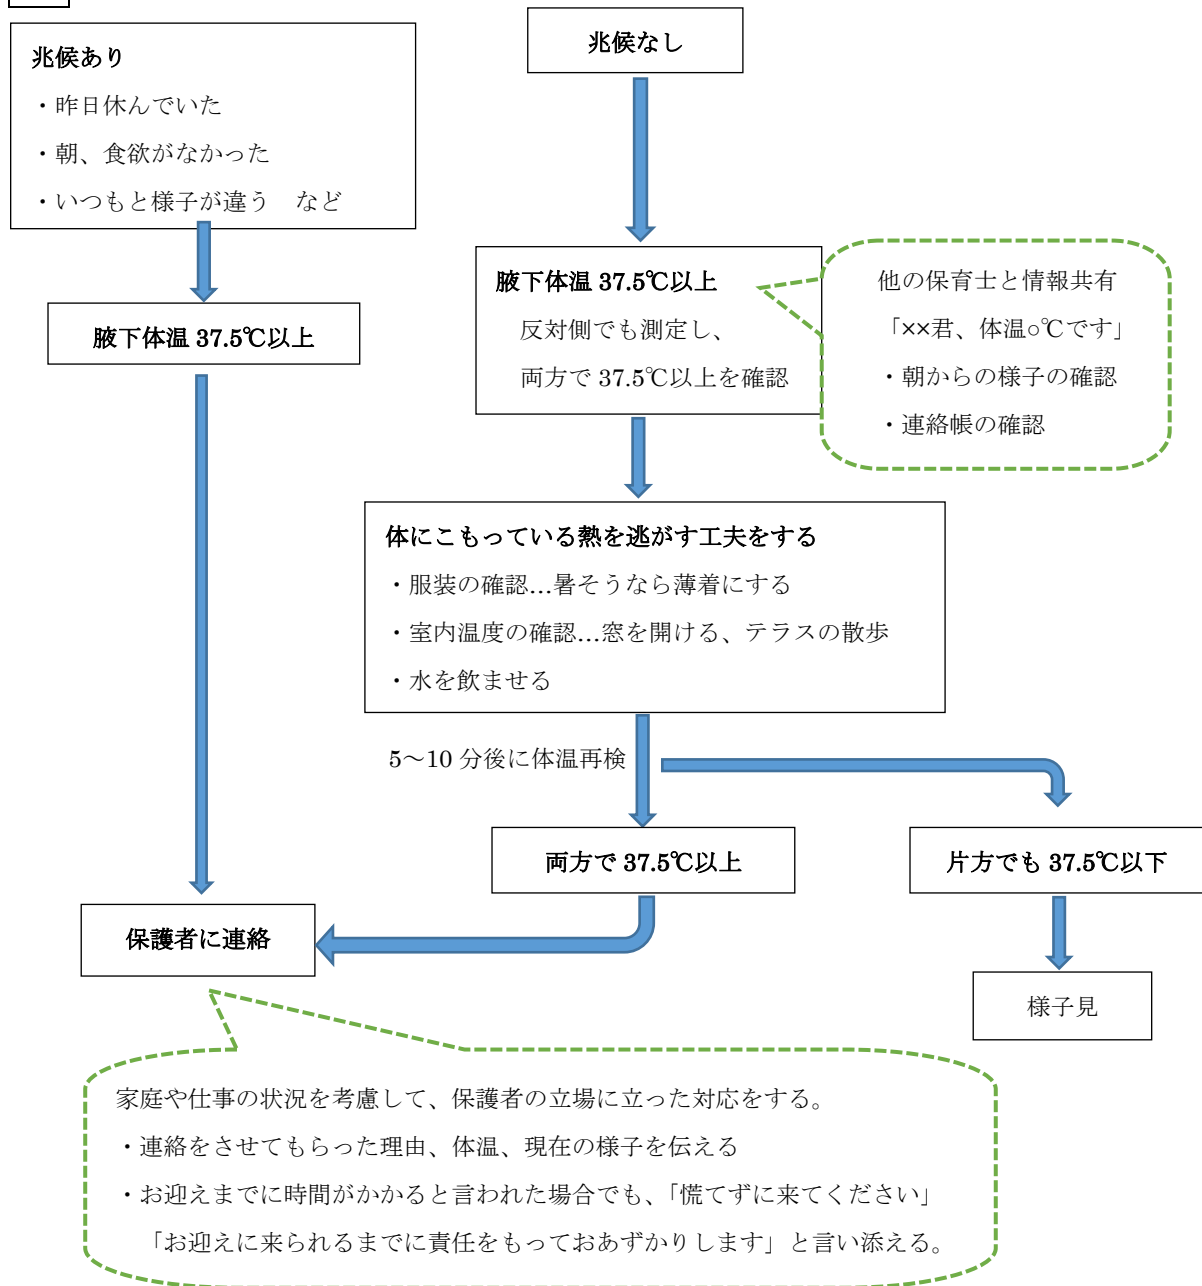 兆候あり
・昨日休んでいた
・朝、食欲がなかった
・いつもと様子が違う　など
腋下体温 37.5℃以上
兆候なし
腋下体温 37.5℃以上
反対側でも測定し、
両方で 37.5℃以上を確認
他の保育士と情報共有
「××君、体温○℃です」
・朝からの様子の確認
・連絡帳の確認
体にこもっている熱を逃がす工夫をする
・服装の確認…暑そうなら薄着にする
・室内温度の確認…窓を開ける、テラスの散歩
・水を飲ませる
5～10 分後に体温再検
両方で 37.5℃以上
片方でも 37.5℃以下
保護者に連絡
様子見
家庭や仕事の状況を考慮して、保護者の立場に立った対応をする。
・連絡をさせてもらった理由、体温、現在の様子を伝える
・お迎えまでに時間がかかると言われた場合でも、「慌てずに来てください」
「お迎えに来られるまでに責任をもっておあずかりします」と言い添える。